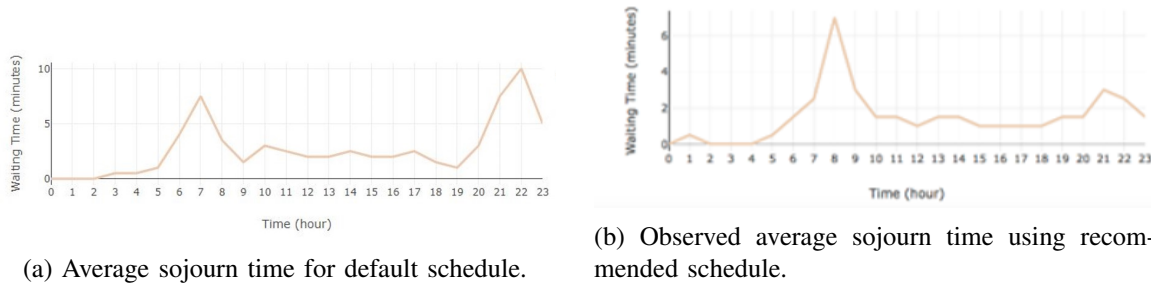 10
5
0
Waiting Time (minutes)
0 1 2 3 4 5 6 7 8 9 10 11 12 13 14 15 16 17 18 19 20 21 22 23
Time (hour)
(a) Average sojourn time for default schedule.
6
4
2
0
Waiting Time (minutes)
0 1 2 3 4 5 6 7 8 9 10 11 12 13 14 15 16 17 18 19 20 21 22 23
Time (hour)
(b) Observed average sojourn time using recom-
mended schedule.